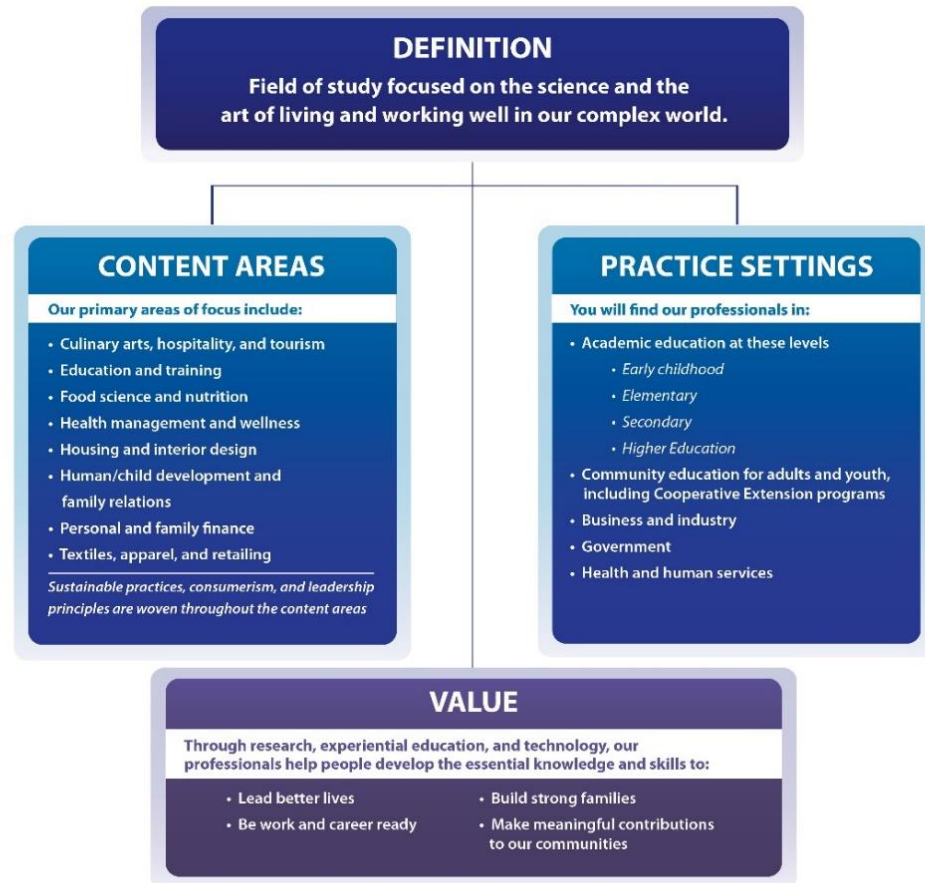 DEFINITION
Field of study focused on the science and the
art of living and working well in our complex world.
CONTENT AREAS
Our primary areas of focus include:
• Culinary arts, hospitality, and tourism
• Education and training
• Food science and nutrition
• Health management and wellness
• Housing and interior design
• Human/child development and
family relations
• Personal and family finance
• Textiles, apparel, and retailing
Sustainable practices, consumerism, and leadership
principles are woven throughout the content areas
PRACTICE SETTINGS
You will find our professionals in:
• Academic education at these levels
• Early childhood
• Elementary
• Secondary
• Higher Education
• Community education for adults and youth,
including Cooperative Extension programs
• Business and industry
• Government
• Health and human services
VALUE
Through research, experiential education, and technology, our
professionals help people develop the essential knowledge and skills to:
• Lead better lives
• Be work and career ready
• Build strong families
• Make meaningful contributions
to our communities